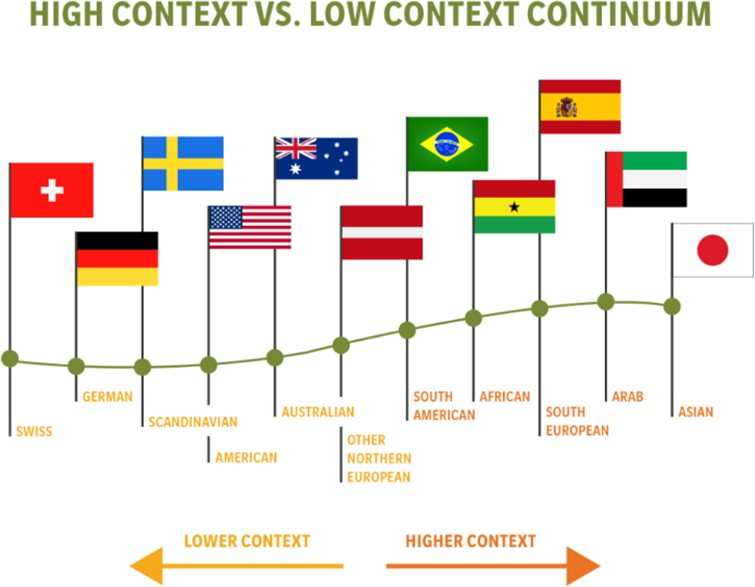 HIGH CONTEXT VS. LOW CONTEXT CONTINUUM
SWISS
GERMAN
SCANDINAVIAN
AMERICAN
AUSTRALIAN
OTHER
NORTHERN
EUROPEAN
SOUTH
AMERICAN
AFRICAN
SOUTH
EUROPEAN
ARAB
ASIAN
LOWER CONTEXT
HIGHER CONTEXT